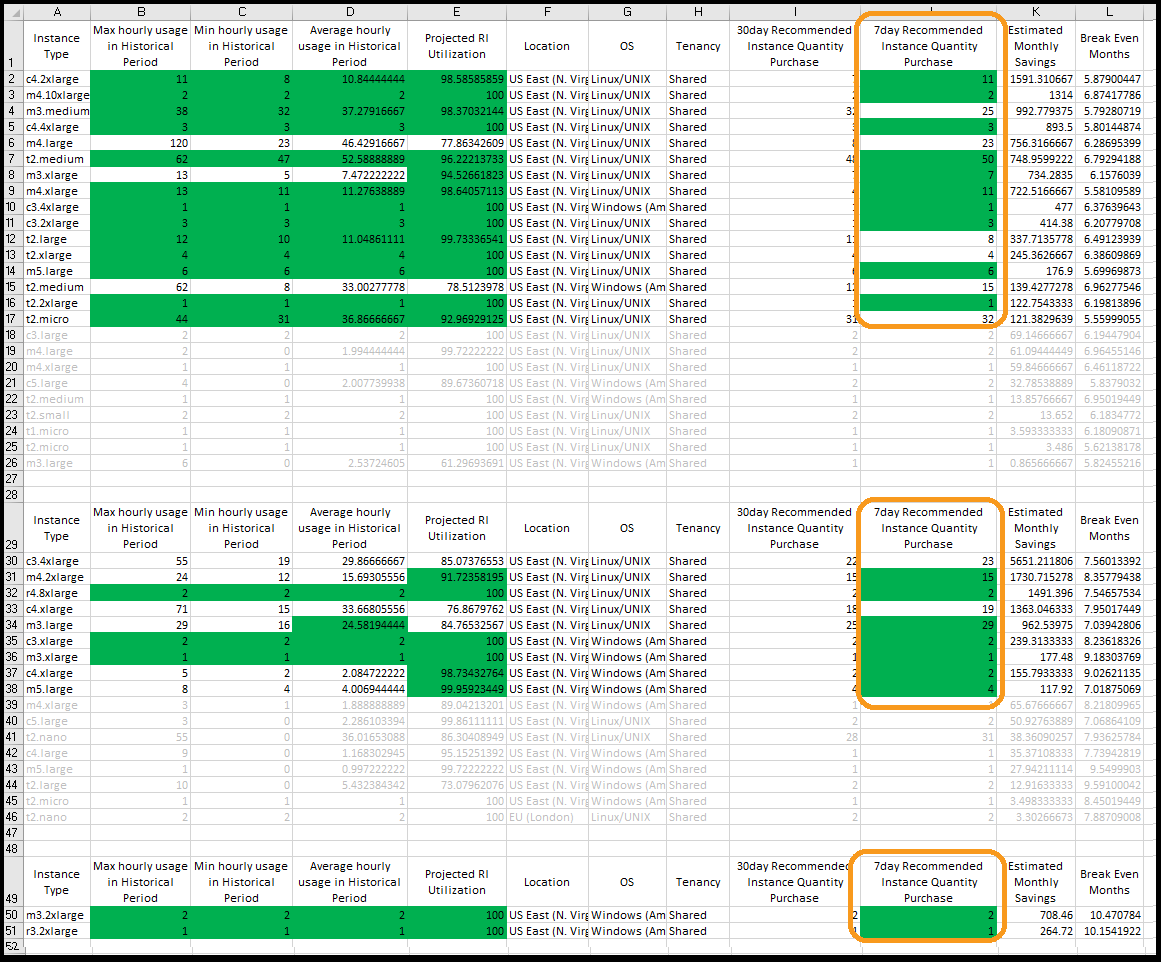 A B C D E F G H I K L
Instance Type Max hourly usage in Historical Period Min hourly usage in Historical Period Average hourly usage in Historical Period Projected RI Utilization Location OS Tenancy 30day Recommended Instance Quantity Purchase 7day Recommended Instance Quantity Purchase Estimated Monthly Savings Break Even Months
1
2 c4.2xlarge 11 8 10.84444444 98.58585859 US East (N. Virg Linux/UNIX Shared 11 1591.310667 5.87900447
3 m4.10xlarge 2 2 2 100 US East (N. Virg Linux/UNIX Shared 2 1314 6.87417786
4 m3.medium 38 32 37.27916667 98.37032144 US East (N. Virg Linux/UNIX Shared 32 25 992.779375 5.79280719
5 c4.4xlarge 3 3 3 100 US East (N. Virg Linux/UNIX Shared 3 893.5 5.80144874
6 m4.large 120 23 46.42916667 77.86342609 US East (N. Virg Linux/UNIX Shared 23 756.3166667 6.28695399
7 t2.medium 62 47 52.58888889 96.22213733 US East (N. Virg Linux/UNIX Shared 48 50 748.9599222 6.79294188
8 m3.xlarge 13 5 7.472222222 94.52661823 US East (N. Virg Linux/UNIX Shared 7 734.2835 6.1576039
9 m4.xlarge 13 11 11.27638889 98.64057113 US East (N. Virg Linux/UNIX Shared 11 722.5166667 5.58109589
10 c3.4xlarge 1 1 1 100 US East (N. Virg Windows (Am Shared 1 477 6.37639643
11 c3.2xlarge 3 3 3 100 US East (N. Virg Linux/UNIX Shared 3 414.38 6.20779708
12 t2.large 12 10 11.04861111 99.73336541 US East (N. Virg Linux/UNIX Shared 8 337.7135778 6.49123939
13 t2.xlarge 4 4 4 100 US East (N. Virg Linux/UNIX Shared 4 245.3626667 6.38609869
14 m5.large 6 6 6 100 US East (N. Virg Linux/UNIX Shared 6 176.9 5.69969873
15 t2.medium 62 8 33.00277778 78.5123978 US East (N. Virg Windows (Am Shared 15 139.4277278 6.96277546
16 t2.2xlarge 1 1 1 100 US East (N. Virg Linux/UNIX Shared 1 122.7543333 6.19813896
17 t2.micro 44 31 36.86666667 92.96929125 US East (N. Virg Linux/UNIX Shared 31 32 121.3829639 5.55999055
18 c3.large 2 2 2 100 US East (N. Virg Linux/UNIX Shared 2 2 69.14666667 6.19447904
19 m4.large 2 0 1.994444444 99.72222222 US East (N. Virg Windows (Am Shared 2 2 61.09444449 6.96455146
20 m4.xlarge 1 1 1 100 US East (N. Virg Linux/UNIX Shared 1 1 59.84666667 6.46118722
21 c5.large 4 0 2.007739938 89.67360718 US East (N. Virg Windows (Am Shared 2 2 32.78538889 5.8379032
22 t2.medium 1 1 1 100 US East (N. Virg Windows (Am Shared 1 1 13.85766667 6.95019449
23 t2.small 2 2 2 100 US East (N. Virg Linux/UNIX Shared 2 2 13.652 6.1834772
24 t1.micro 1 1 1 100 US East (N. Virg Linux/UNIX Shared 1 1 3.593333333 6.18090871
25 t2.micro 1 1 1 100 US East (N. Virg Linux/UNIX Shared 1 1 3.486 5.62138178
26 m3.large 6 0 2.53724605 61.29693691 US East (N. Virg Windows (Am Shared 1 1 0.865666667 5.82455216
27
28
Instance Type Max hourly usage in Historical Period Min hourly usage in Historical Period Average hourly usage in Historical Period Projected RI Utilization Location OS Tenancy 30day Recommended Instance Quantity Purchase 7day Recommended Instance Quantity Purchase Estimated Monthly Savings Break Even Months
29
30 c3.4xlarge 55 19 29.86666667 85.07376553 US East (N. Virg Linux/UNIX Shared 22 23 5651.211806 7.56013392
31 m4.2xlarge 24 12 15.69305556 91.72358195 US East (N. Virg Linux/UNIX Shared 15 15 1730.715278 8.35779438
32 r4.8xlarge 2 2 2 100 US East (N. Virg Linux/UNIX Shared 2 2 1491.396 7.54657534
33 c4.xlarge 71 15 33.66805556 76.8679762 US East (N. Virg Linux/UNIX Shared 18 19 1363.046333 7.95017449
34 m3.large 29 16 24.58194444 84.76532567 US East (N. Virg Linux/UNIX Shared 25 29 962.53975 7.03942806
35 c3.xlarge 2 2 2 100 US East (N. Virg Windows (Am Shared 2 2 239.3133333 8.23618326
36 m3.xlarge 1 1 1 100 US East (N. Virg Windows (Am Shared 1 1 177.48 9.18303769
37 c4.xlarge 5 2 2.084722222 98.73432764 US East (N. Virg Windows (Am Shared 2 2 155.7933333 9.02621135
38 m5.large 8 4 4.006944444 99.95923449 US East (N. Virg Windows (Am Shared 4 4 117.92 7.01875069
39 m4.xlarge 3 1 1.888888889 89.04213201 US East (N. Virg Windows (Am Shared 1 1 65.67666667 8.21809965
40 c5.large 3 0 2.286103394 99.86111111 US East (N. Virg Linux/UNIX Shared 2 2 50.92763889 7.06864109
41 t2.nano 55 0 36.01653088 86.30408949 US East (N. Virg Linux/UNIX Shared 28 31 38.36090257 7.93625784
42 c4.large 9 0 1.168302945 95.15251392 US East (N. Virg Windows (Am Shared 1 1 35.37108333 7.73942819
43 m5.large 1 0 0.997222222 99.72222222 US East (N. Virg Windows (Am Shared 1 1 27.94211114 9.5499903
44 t2.large 10 0 5.432384342 73.07962076 US East (N. Virg Windows (Am Shared 2 2 12.91633333 9.59100042
45 t2.micro 1 1 1 100 US East (N. Virg Windows (Am Shared 1 1 3.498333333 8.45019449
46 t2.nano 2 2 2 100 EU (London) Linux/UNIX Shared 2 2 3.30266673 7.88709008
47
48
Instance Type Max hourly usage in Historical Period Min hourly usage in Historical Period Average hourly usage in Historical Period Projected RI Utilization Location OS Tenancy 30day Recommended Instance Quantity Purchase 7day Recommended Instance Quantity Purchase Estimated Monthly Savings Break Even Months
49
50 m3.2xlarge 2 2 2 100 US East (N. Virg Windows (Am Shared 2 2 708.46 10.470784
51 r3.2xlarge 1 1 1 100 US East (N. Virg Windows (Am Shared 1 1 264.72 10.1541922
52